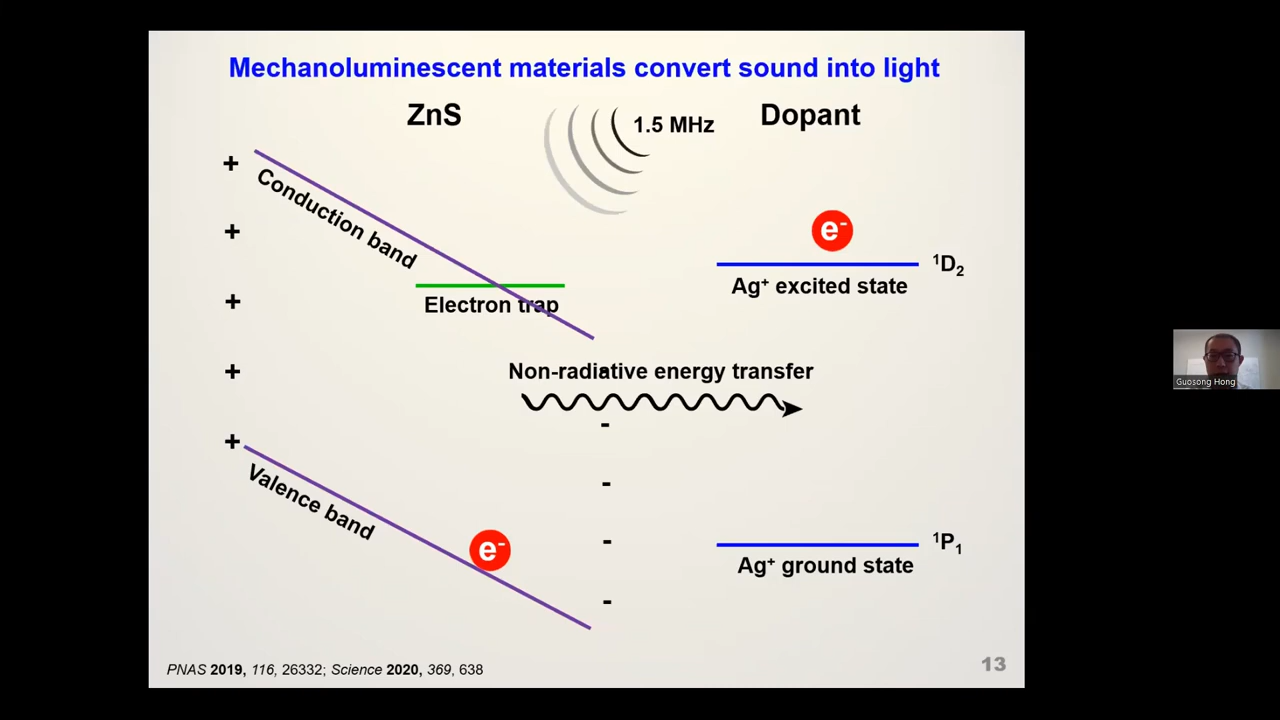 Mechanoluminescent materials convert sound into light
ZnS
1.5 MHz
Dopant
+
Conduction band
+
e-
¹D₂
Electron trap
Ag⁺ excited state
+
Non-radiative energy transfer
+
-
-
+
Valence band
-
e-
-
¹P₁
Ag⁺ ground state
-
PNAS 2019, 116, 26332; Science 2020, 369, 638
13
Guosong Hong